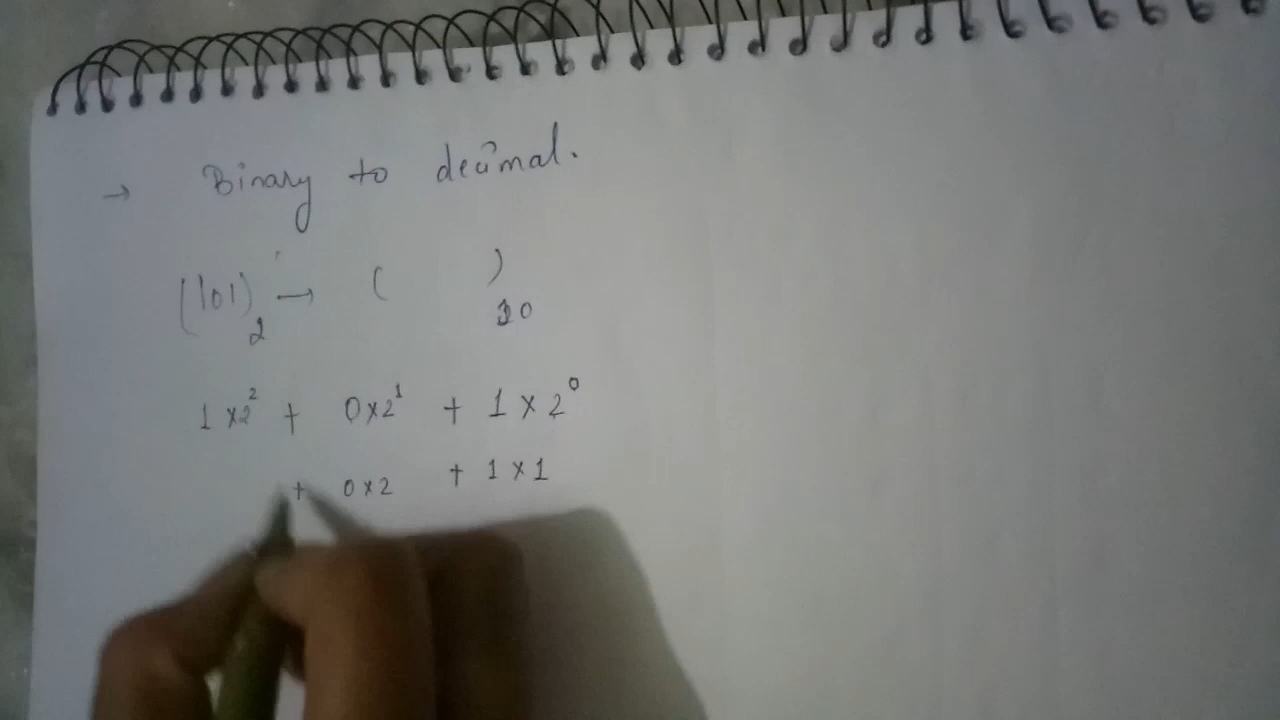 → Binary to decimal.
(101)₂ → ( )₁₀
1 × 2² + 0 × 2¹ + 1 × 2⁰
+ 0 × 2 + 1 × 1